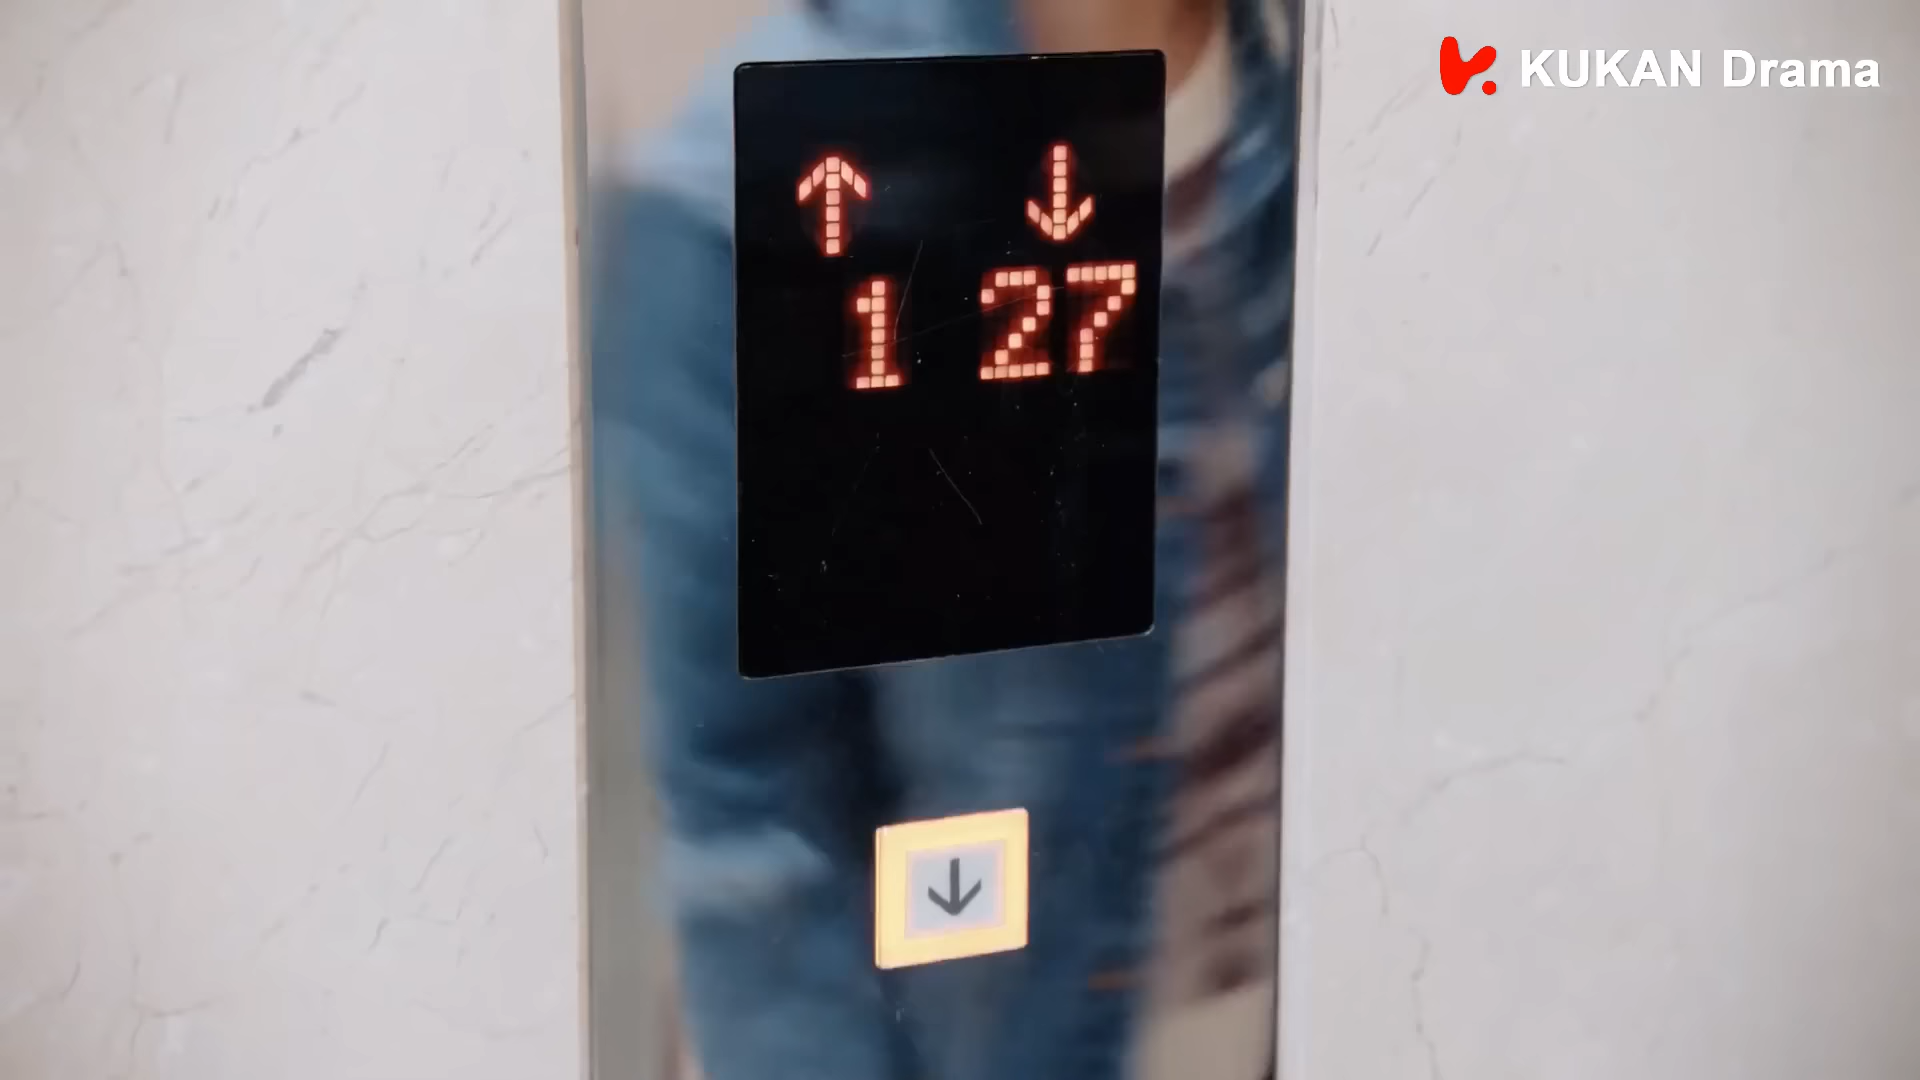 KUKAN Drama
↑ ↓
1 27
↓